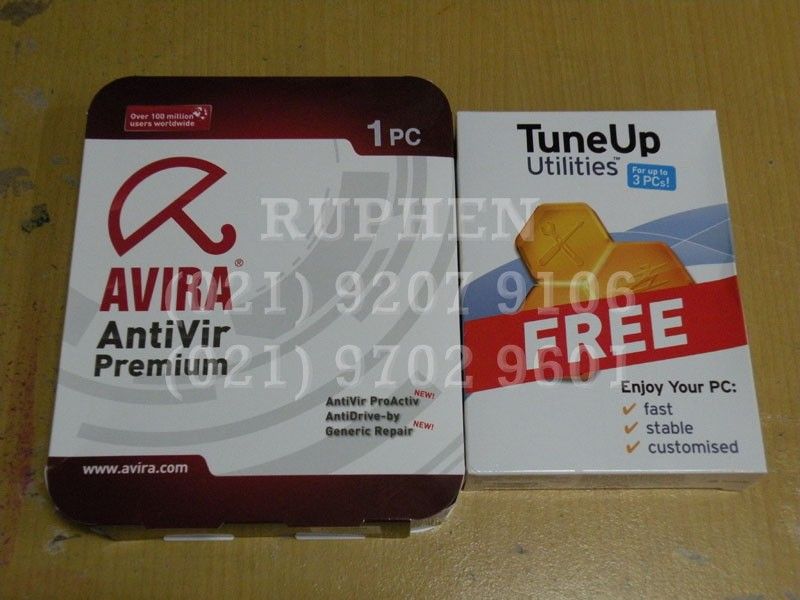 Over 100 million
users worldwide
1 PC
AVIRA®
AntiVir
Premium
AntiVir ProActiv NEW!
AntiDrive-by
Generic Repair NEW!
www.avira.com
TuneUp
Utilities™
For up to
3 PCs!
FREE
Enjoy Your PC:
✓ fast
✓ stable
✓ customised
RUPHEN
(021) 9207 9106
(021) 9702 9601